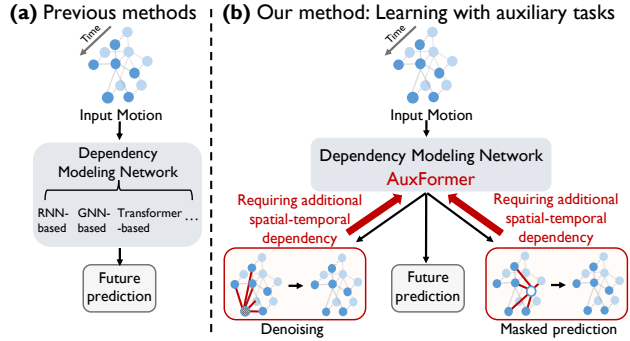 (a) Previous methods
Time
Input Motion
Dependency
Modeling Network
RNN-
based
GNN-
based
Transformer
-based
...
Future
prediction
(b) Our method: Learning with auxiliary tasks
Time
Input Motion
Dependency Modeling Network
AuxFormer
Requiring additional
spatial-temporal
dependency
Requiring additional
spatial-temporal
dependency
Denoising
Future
prediction
Masked prediction